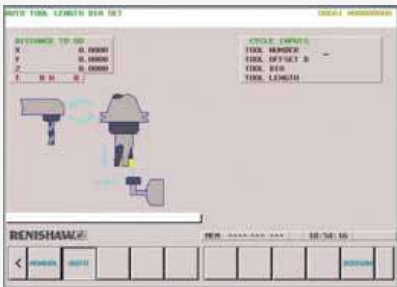 AUTO TOOL LENGTH DIA SET
DISTANCE TO GO
X 0.0000
Y 0.0000
Z 0.0000
CYCLE INPUTS
TOOL NUMBER
TOOL OFFSET D
TOOL DIA
TOOL LENGTH
RENISHAW
MEM **** *** ***
10:54:16
<
MANUAL
AUTO